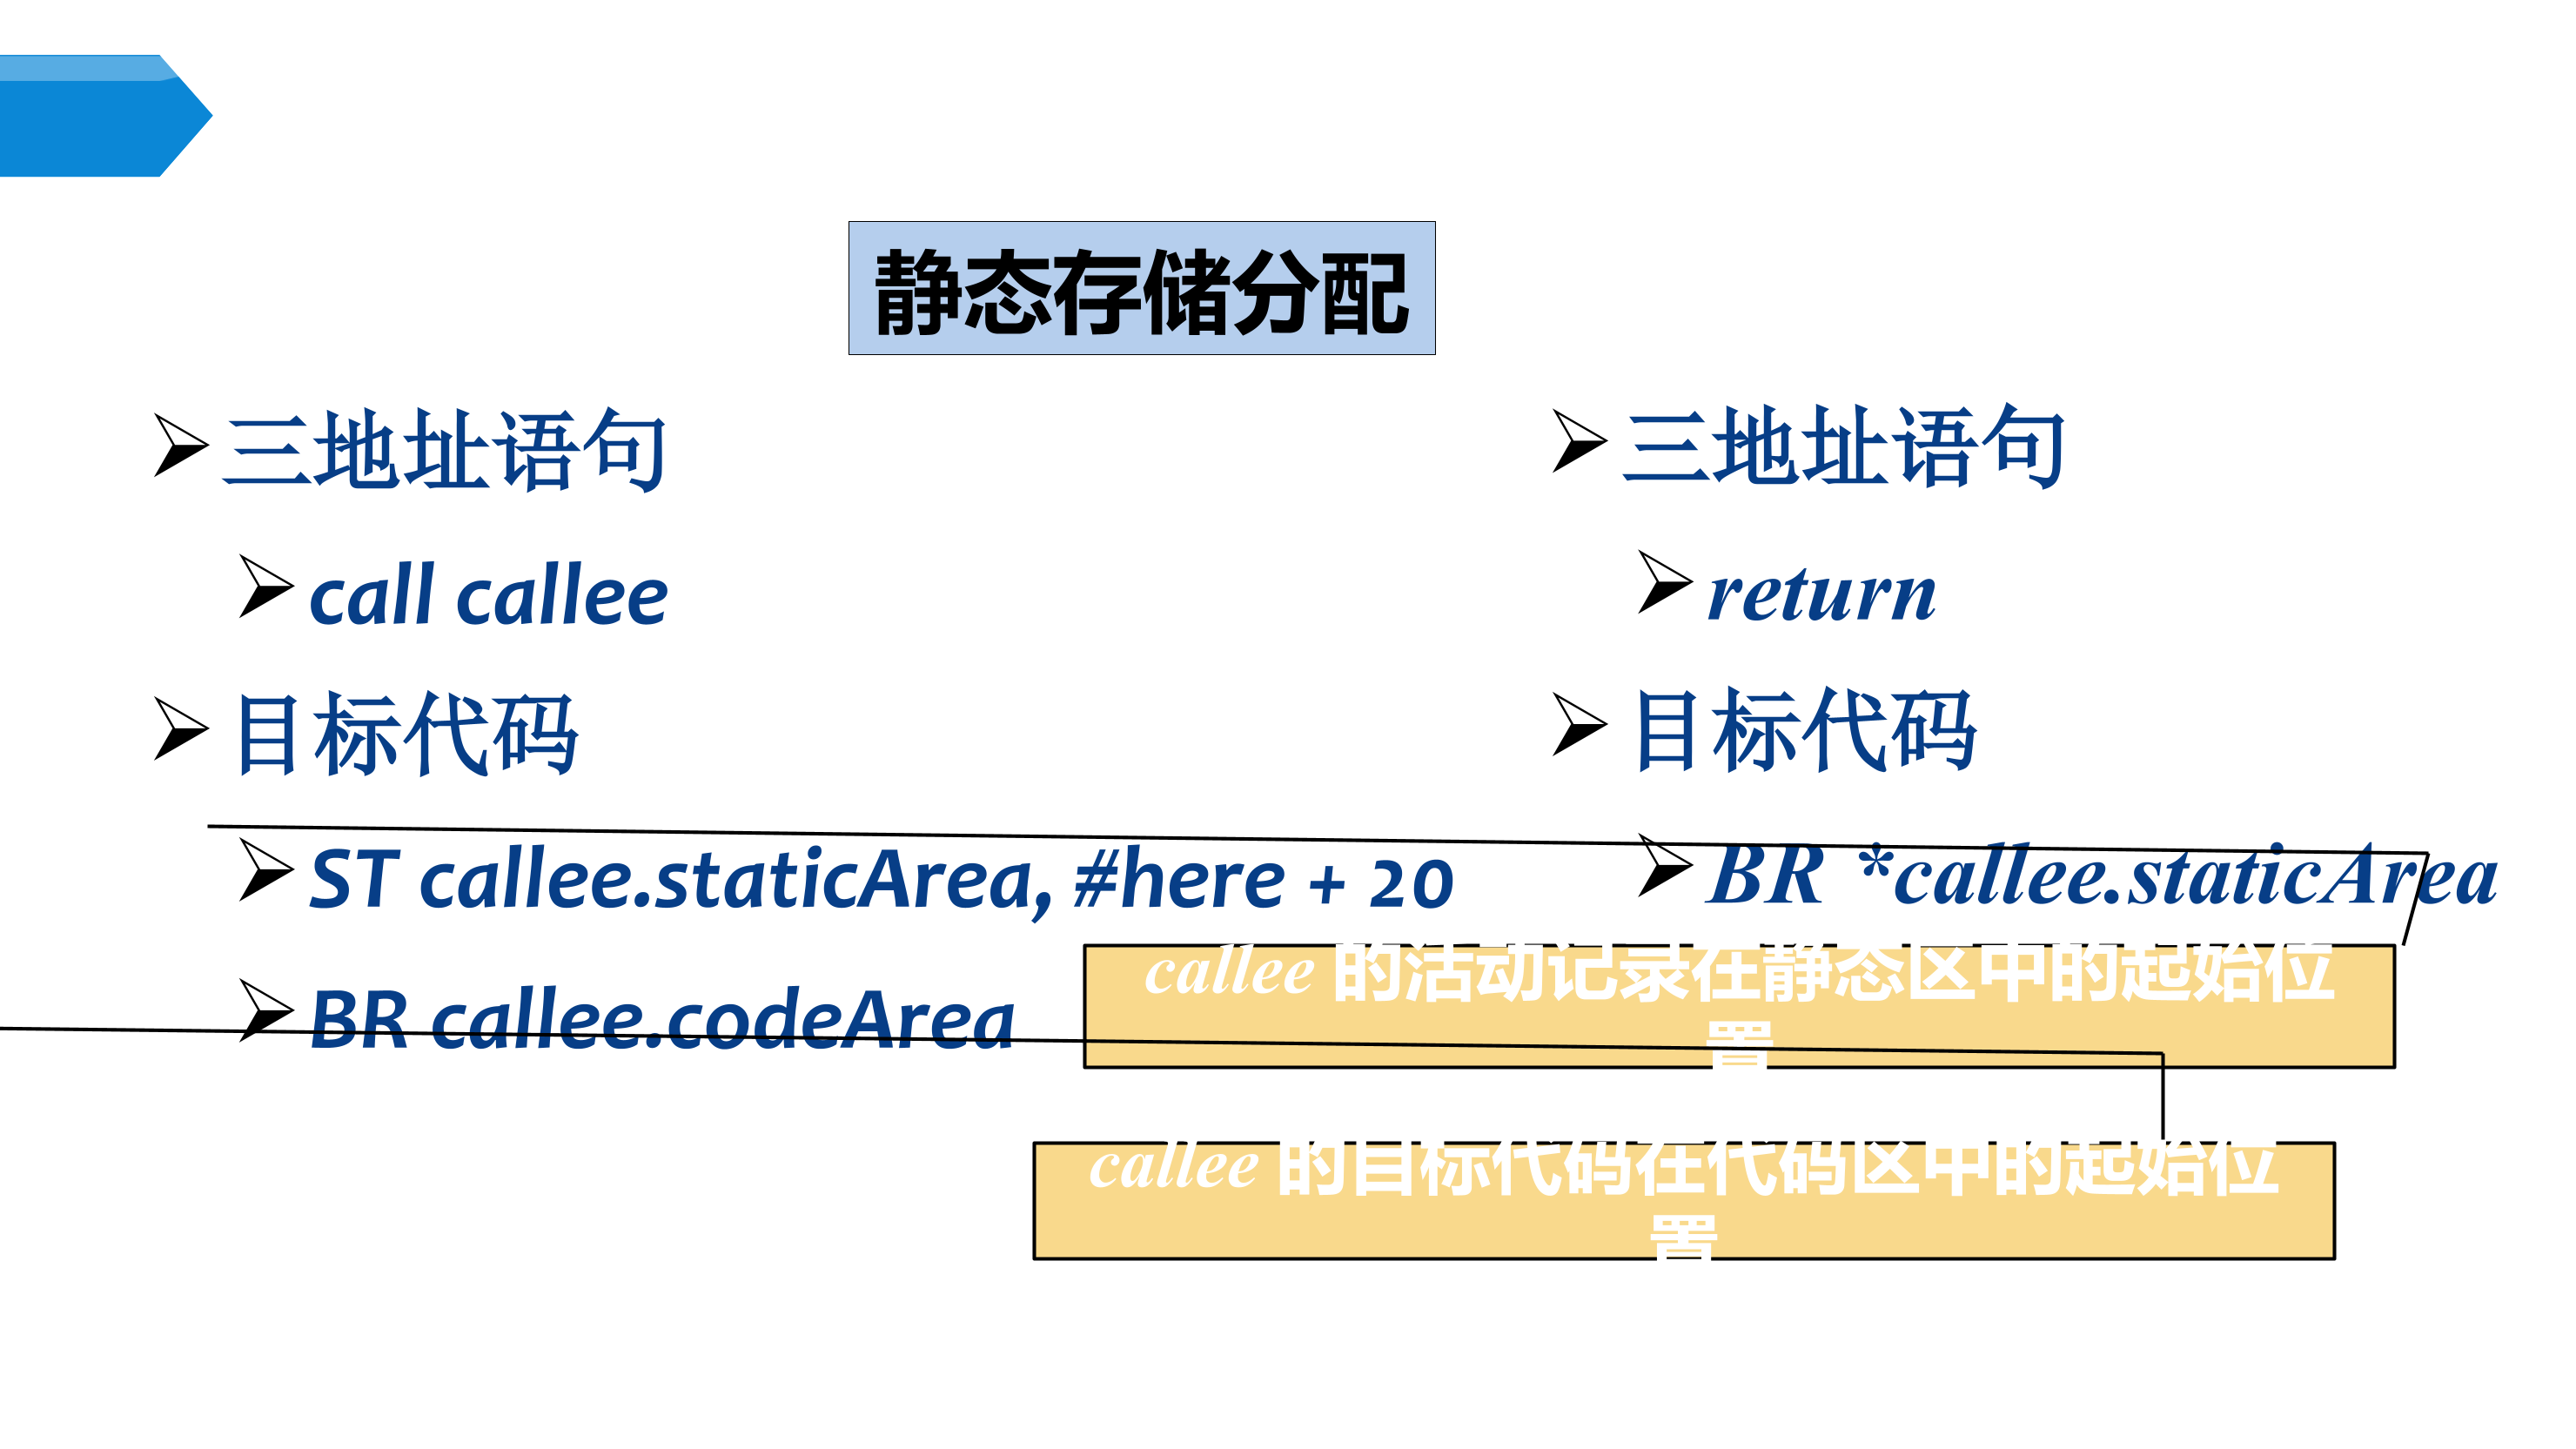 静态存储分配
三地址语句
call callee
目标代码
ST callee.staticArea, #here + 20
BR callee.codeArea
三地址语句
return
目标代码
BR *callee.staticArea
callee 的活动记录在静态区中的起始位
置
callee 的目标代码在代码区中的起始位
置